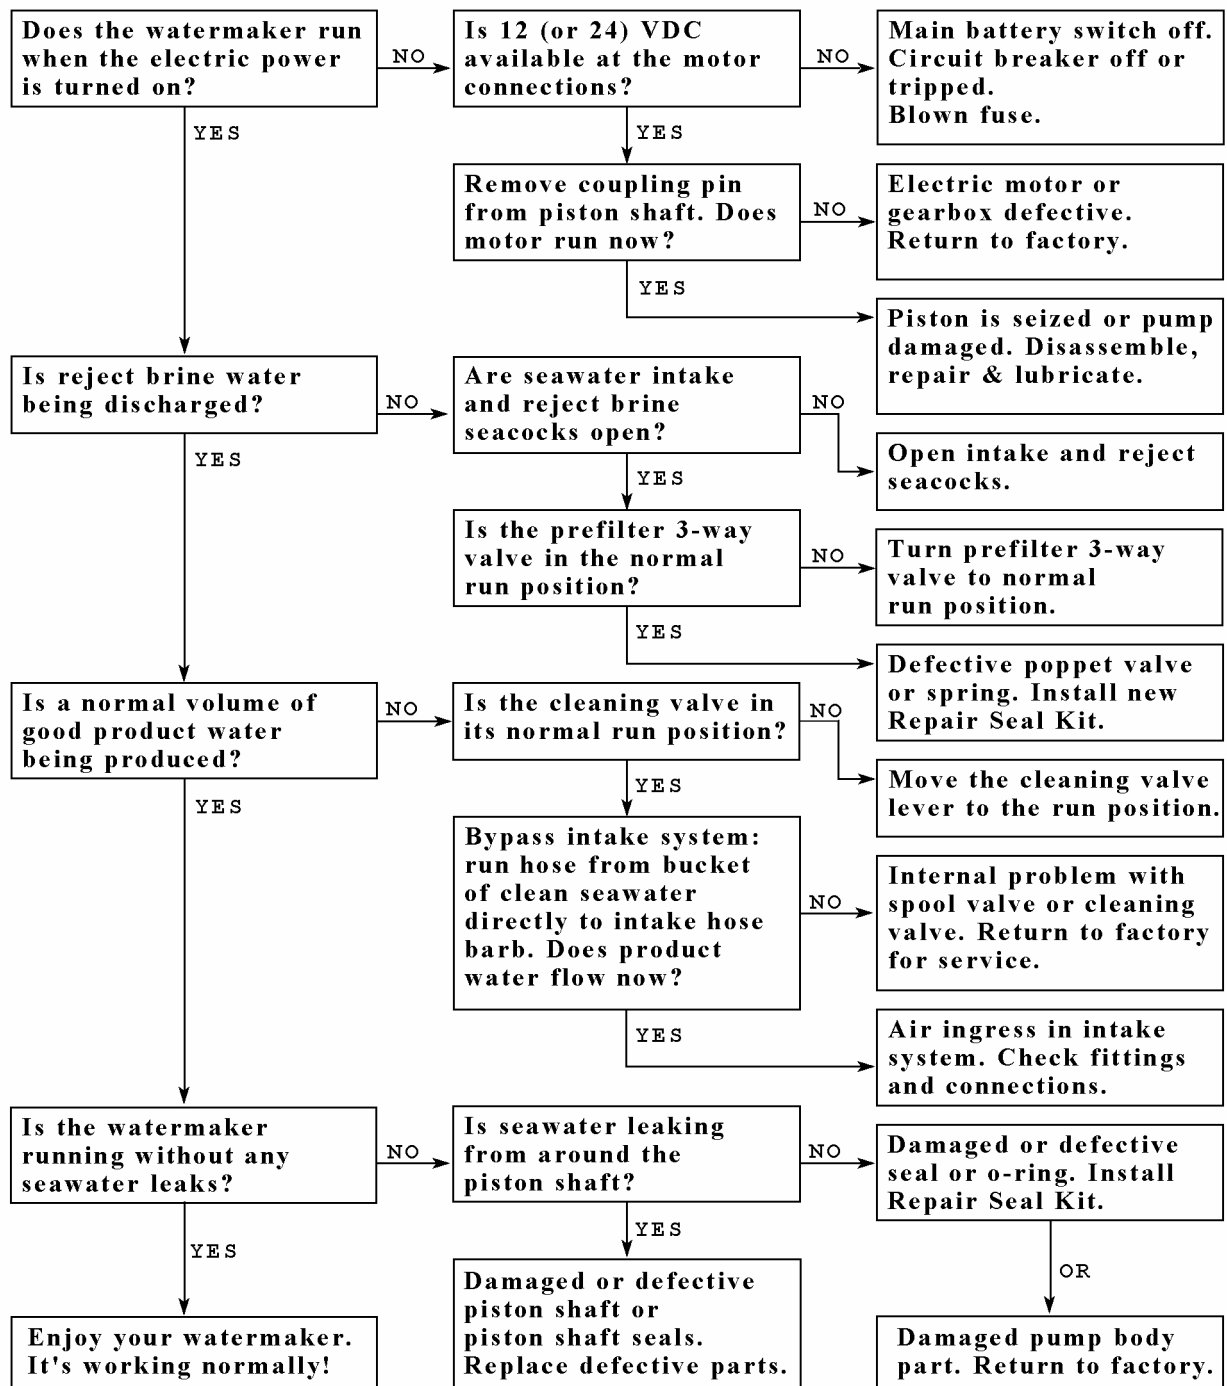 Does the watermaker run
when the electric power
is turned on?
NO
Is 12 (or 24) VDC
available at the motor
connections?
NO
Main battery switch off.
Circuit breaker off or
tripped.
Blown fuse.
YES
YES
Remove coupling pin
from piston shaft. Does
motor run now?
NO
Electric motor or
gearbox defective.
Return to factory.
YES
Piston is seized or pump
damaged. Disassemble,
repair & lubricate.
Is reject brine water
being discharged?
NO
Are seawater intake
and reject brine
seacocks open?
NO
Open intake and reject
seacocks.
YES
YES
Is the prefilter 3-way
valve in the normal
run position?
NO
Turn prefilter 3-way
valve to normal
run position.
YES
Defective poppet valve
or spring. Install new
Repair Seal Kit.
Is a normal volume of
good product water
being produced?
NO
Is the cleaning valve in
its normal run position?
NO
Move the cleaning valve
lever to the run position.
YES
YES
Bypass intake system:
run hose from bucket
of clean seawater
directly to intake hose
barb. Does product
water flow now?
NO
Internal problem with
spool valve or cleaning
valve. Return to factory
for service.
YES
Air ingress in intake
system. Check fittings
and connections.
Is the watermaker
running without any
seawater leaks?
NO
Is seawater leaking
from around the
piston shaft?
NO
Damaged or defective
seal or o-ring. Install
Repair Seal Kit.
YES
YES
OR
Enjoy your watermaker.
It's working normally!
Damaged or defective
piston shaft or
piston shaft seals.
Replace defective parts.
Damaged pump body
part. Return to factory.